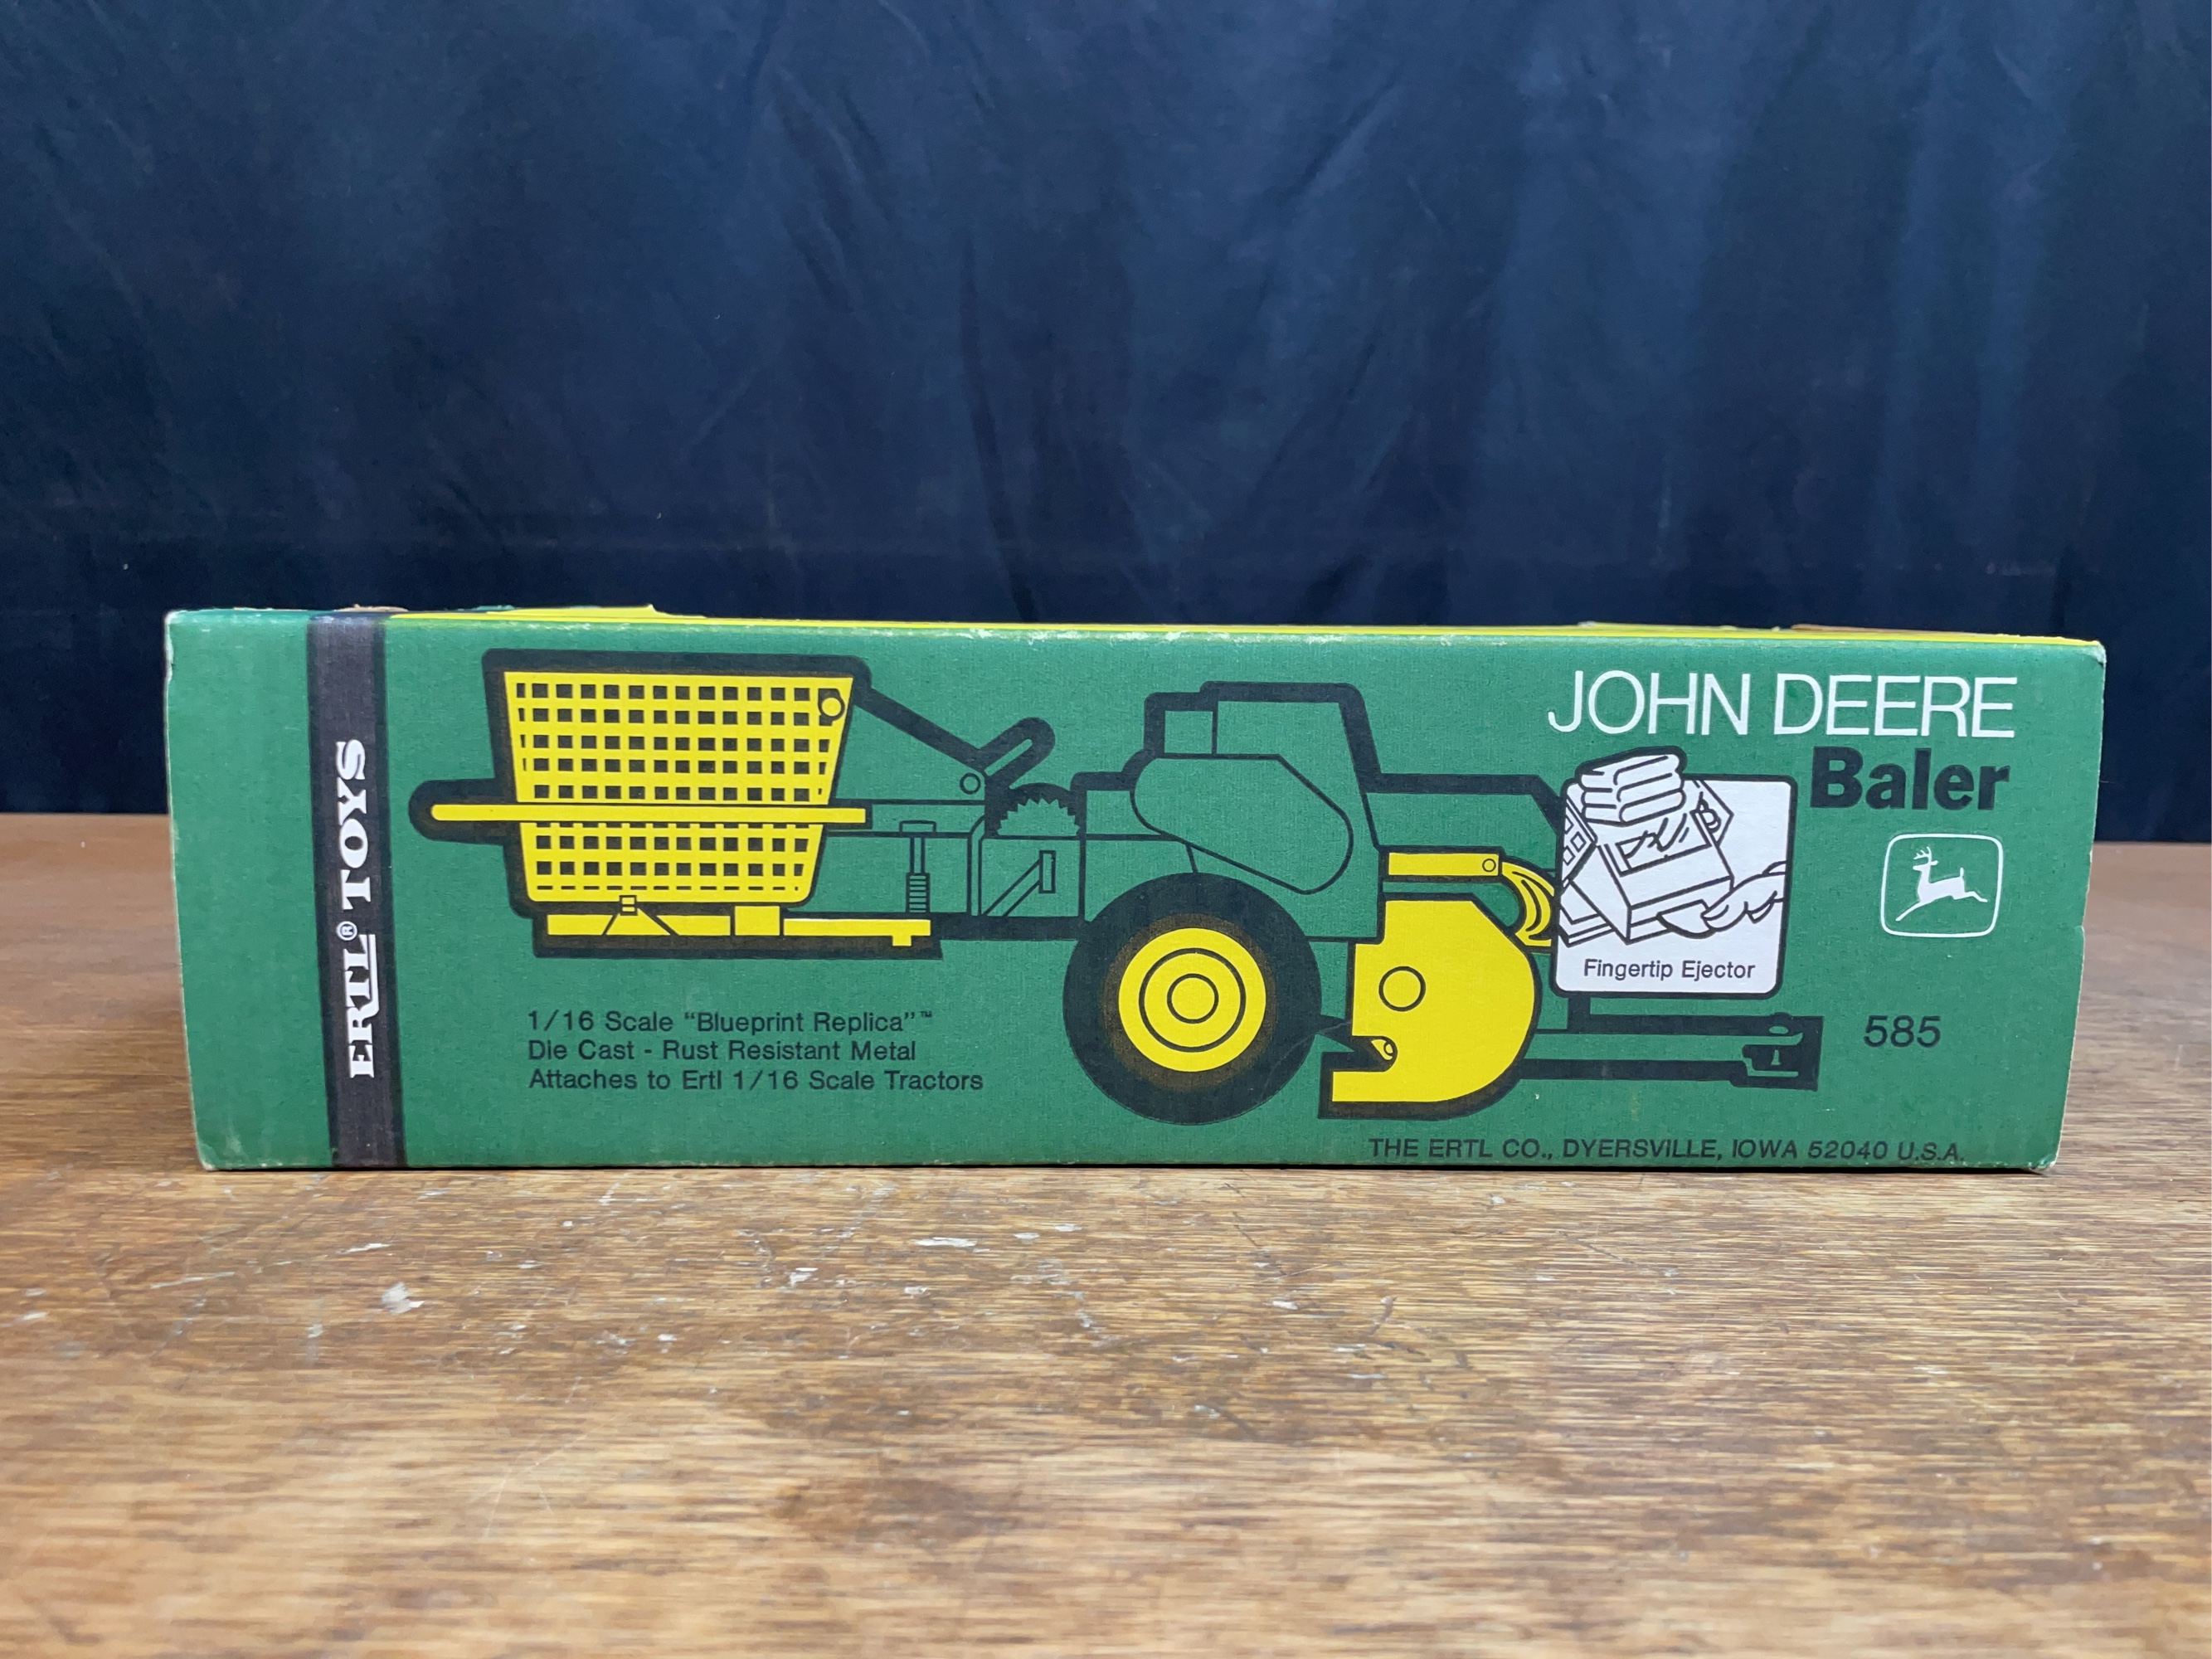 ERTL® TOYS
JOHN DEERE
Baler
Fingertip Ejector
585
1/16 Scale “Blueprint Replica”™
Die Cast - Rust Resistant Metal
Attaches to Ertl 1/16 Scale Tractors
THE ERTL CO., DYERSVILLE, IOWA 52040 U.S.A.